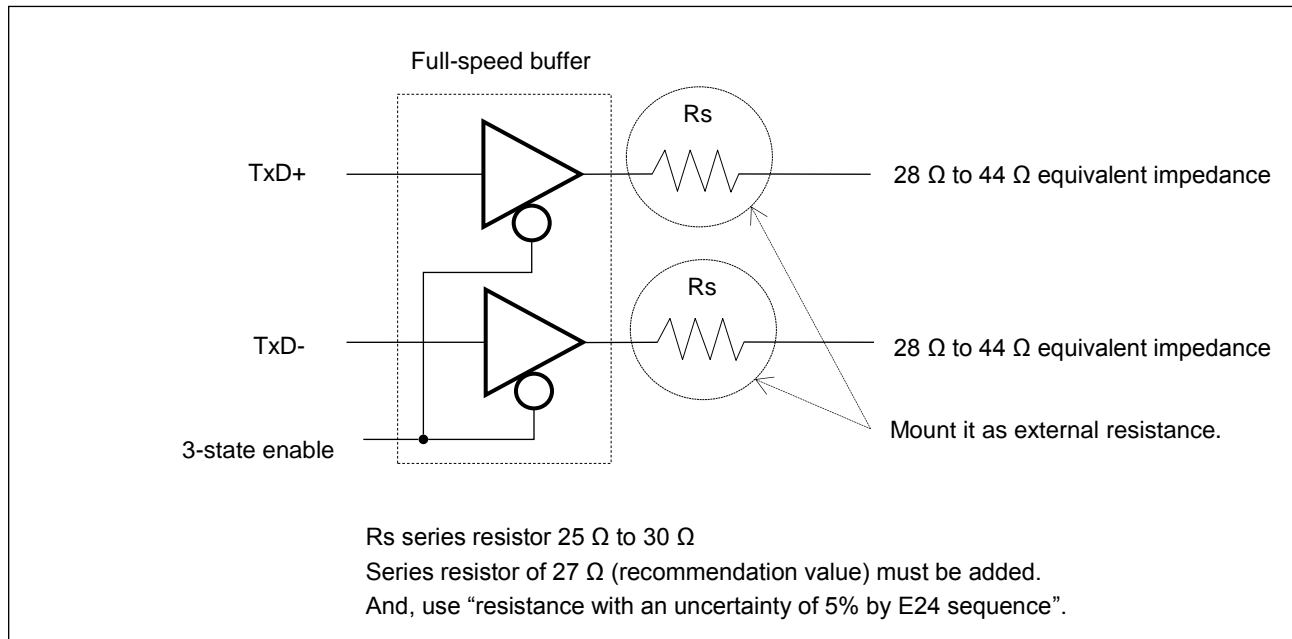 Full-speed buffer
Rs
TxD+
28 Ω to 44 Ω equivalent impedance
Rs
TxD-
28 Ω to 44 Ω equivalent impedance
Mount it as external resistance.
3-state enable
Rs series resistor 25 Ω to 30 Ω
Series resistor of 27 Ω (recommendation value) must be added.
And, use “resistance with an uncertainty of 5% by E24 sequence”.